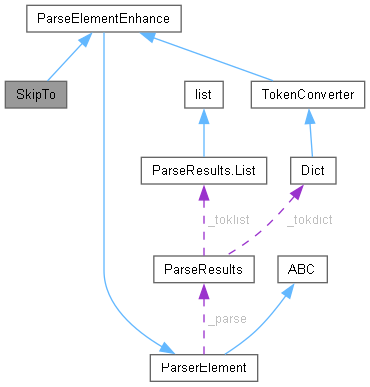 ParseElementEnhance
SkipTo
list
TokenConverter
ParseResults.List
Dict
_toklist
_tokdict
ParseResults
ABC
_parse
ParserElement